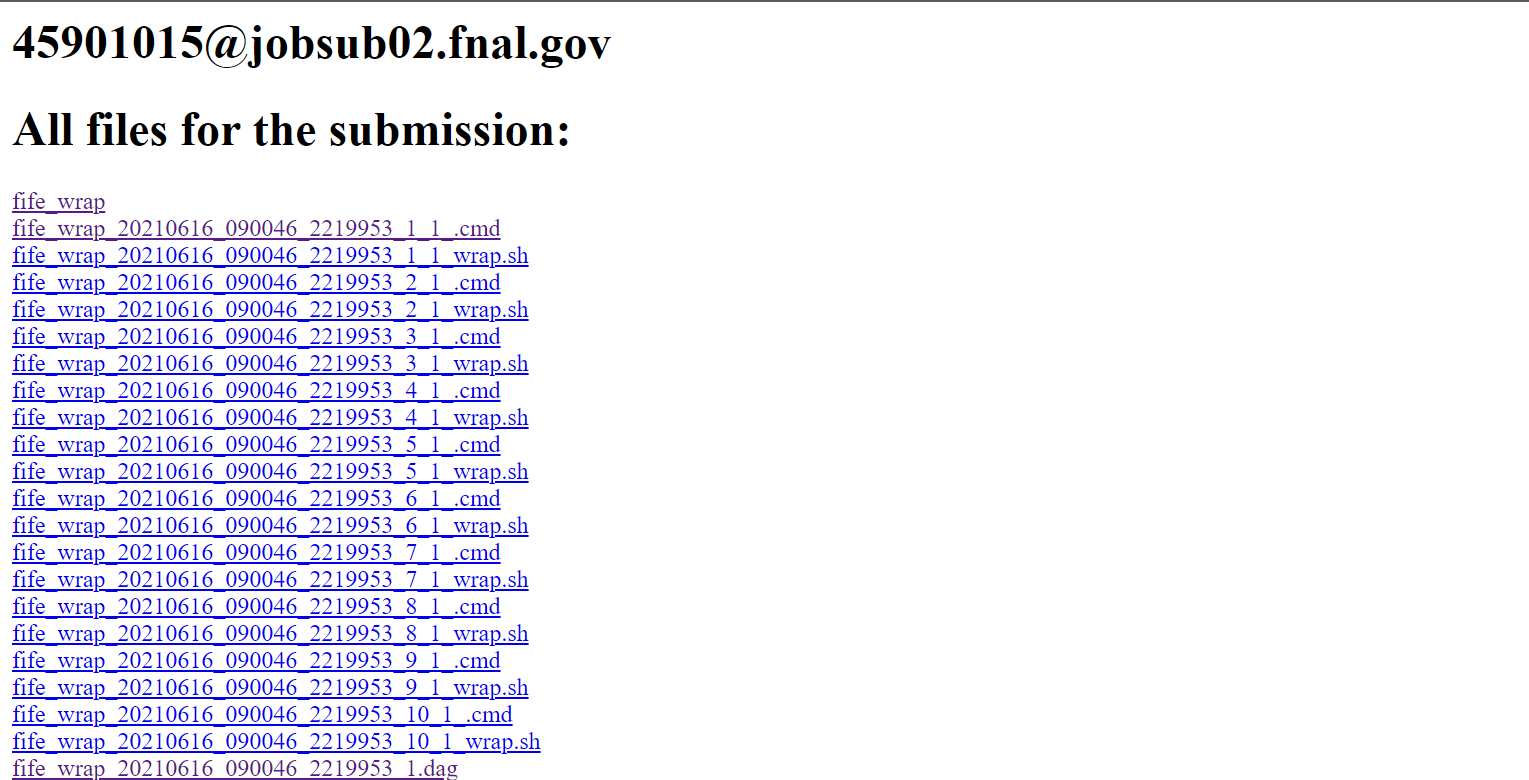 45901015@jobsub02.fnal.gov
All files for the submission:
fife_wrap
fife_wrap_20210616_090046_2219953_1_1_.cmd
fife_wrap_20210616_090046_2219953_1_1_wrap.sh
fife_wrap_20210616_090046_2219953_2_1_.cmd
fife_wrap_20210616_090046_2219953_2_1_wrap.sh
fife_wrap_20210616_090046_2219953_3_1_.cmd
fife_wrap_20210616_090046_2219953_3_1_wrap.sh
fife_wrap_20210616_090046_2219953_4_1_.cmd
fife_wrap_20210616_090046_2219953_4_1_wrap.sh
fife_wrap_20210616_090046_2219953_5_1_.cmd
fife_wrap_20210616_090046_2219953_5_1_wrap.sh
fife_wrap_20210616_090046_2219953_6_1_.cmd
fife_wrap_20210616_090046_2219953_6_1_wrap.sh
fife_wrap_20210616_090046_2219953_7_1_.cmd
fife_wrap_20210616_090046_2219953_7_1_wrap.sh
fife_wrap_20210616_090046_2219953_8_1_.cmd
fife_wrap_20210616_090046_2219953_8_1_wrap.sh
fife_wrap_20210616_090046_2219953_9_1_.cmd
fife_wrap_20210616_090046_2219953_9_1_wrap.sh
fife_wrap_20210616_090046_2219953_10_1_.cmd
fife_wrap_20210616_090046_2219953_10_1_wrap.sh
fife_wrap_20210616_090046_2219953_1.dag